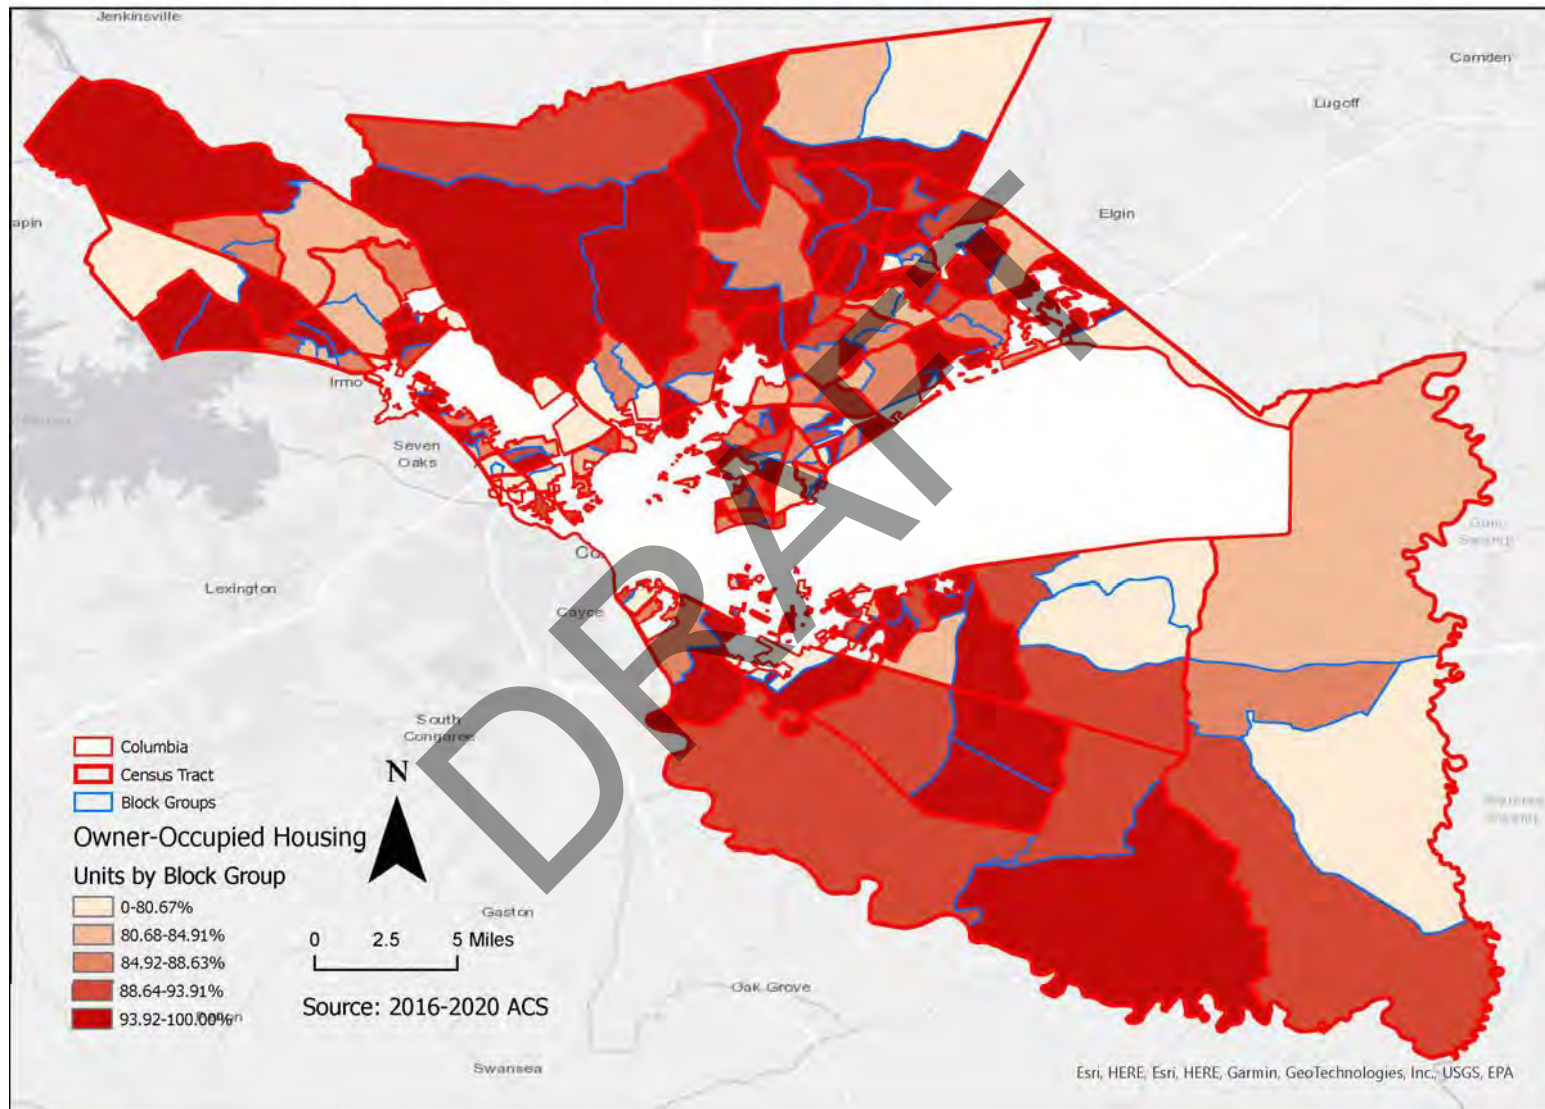 Jenkinsville
Camden
Lugoff
Elgin
apin
Irmo
Seven
Oaks
Co
Lexington
Cayce
South
Congaree
Swamp
N
Columbia
Census Tract
Block Groups
Owner-Occupied Housing
Units by Block Group
0-80.67%
80.68-84.91%
84.92-88.63%
88.64-93.91%
93.92-100.00%
0 2.5 5 Miles
Source: 2016-2020 ACS
Gaston
Oak Grove
Swansea
DRAFT
Esri, HERE, Esri, HERE, Garmin, GeoTechnologies, Inc., USGS, EPA